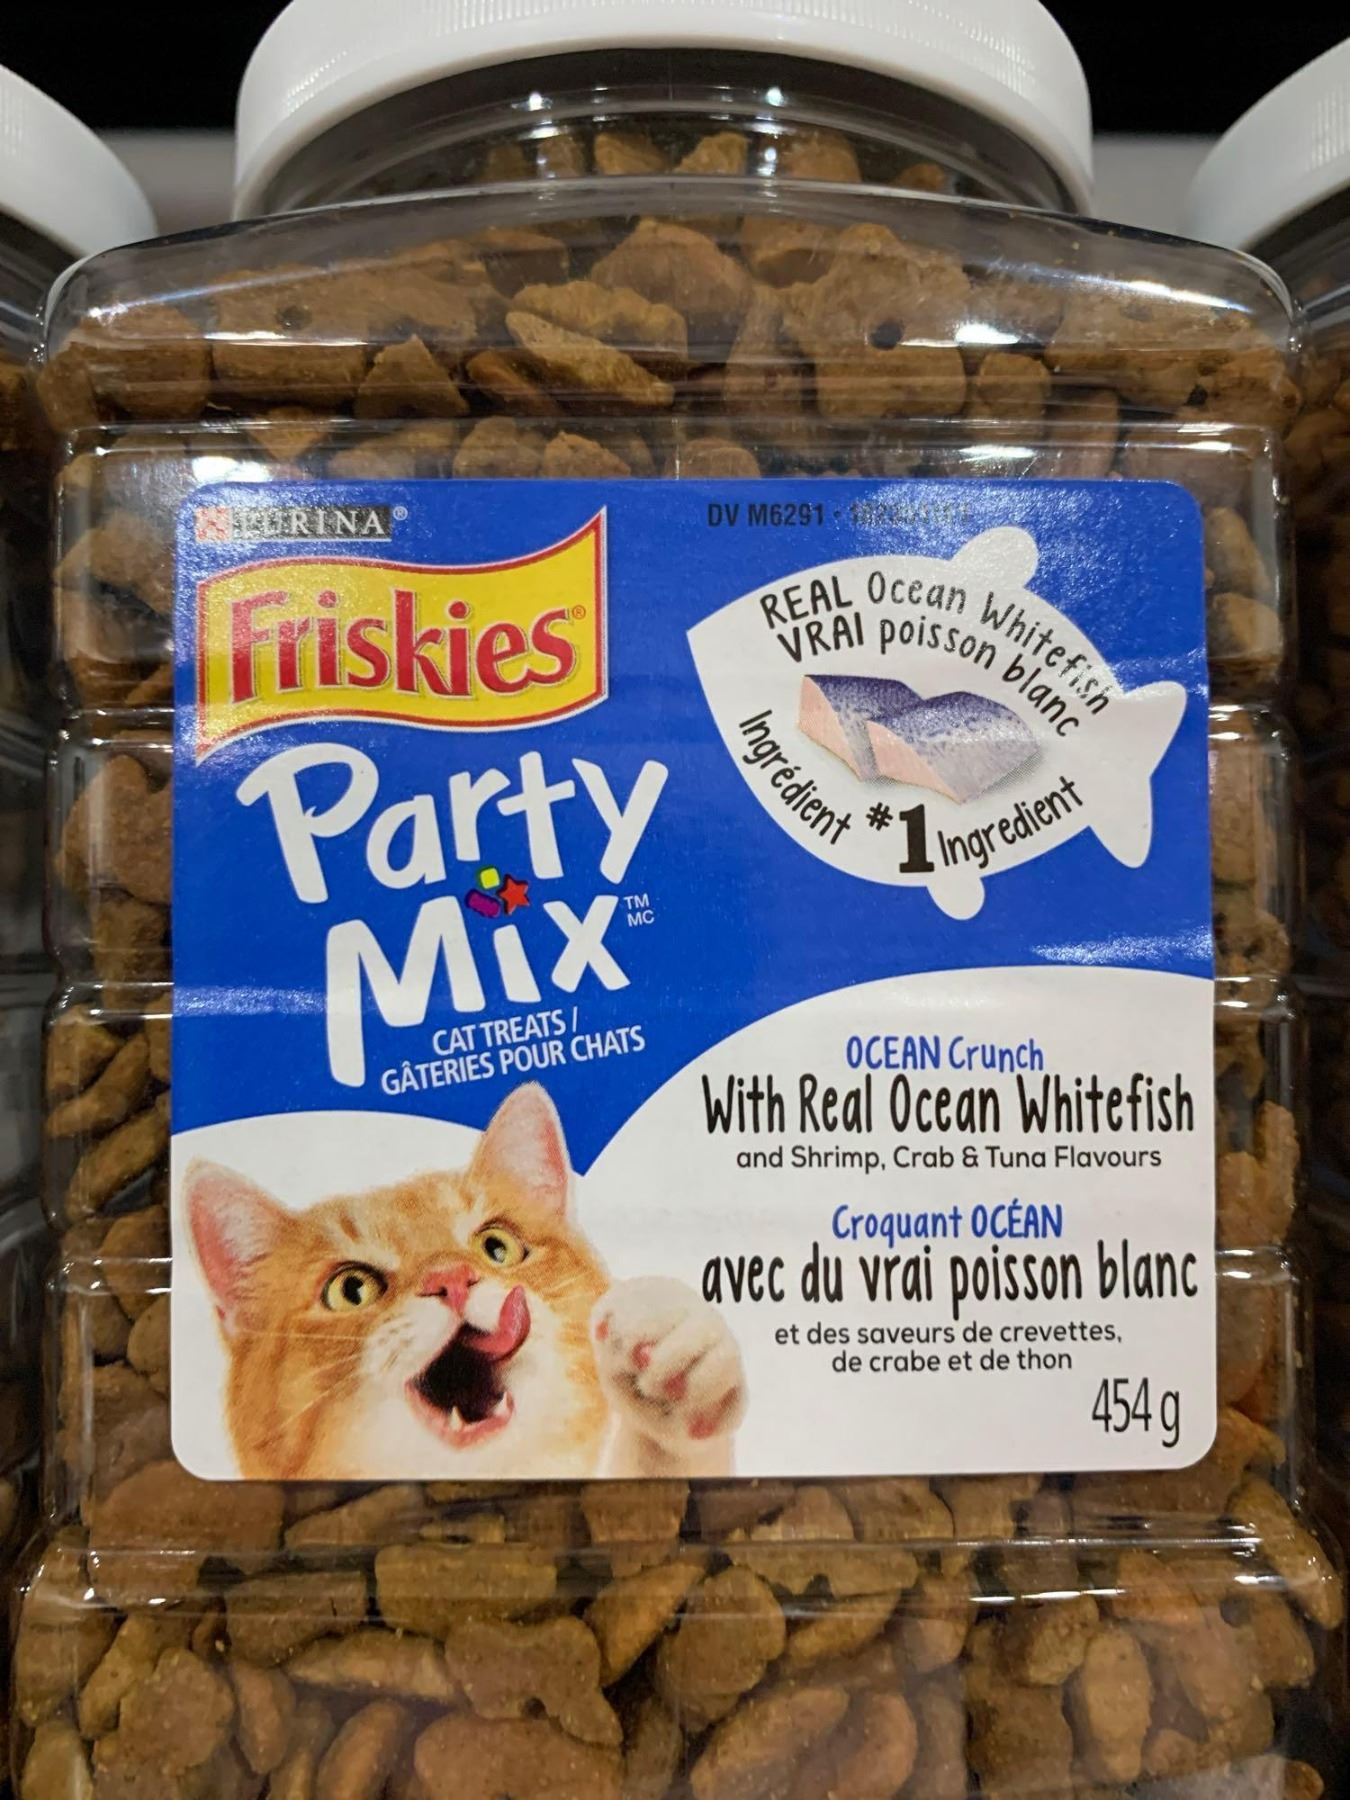 PURINA®
Friskies®
Party
Mix TM
MC
CAT TREATS /
GÂTERIES POUR CHATS
DV M6291 •
REAL Ocean Whitefish
VRAI poisson blanc
Ingrédient #1 Ingredient
OCEAN Crunch
With Real Ocean Whitefish
and Shrimp, Crab & Tuna Flavours
Croquant OCÉAN
avec du vrai poisson blanc
et des saveurs de crevettes,
de crabe et de thon
454 g